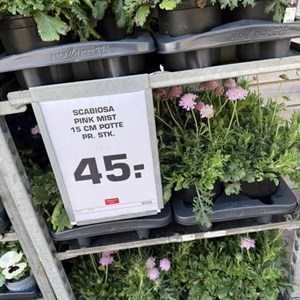 SCABIOSA
PINK MIST
15 CM POTTE
PR. STK.
45.-